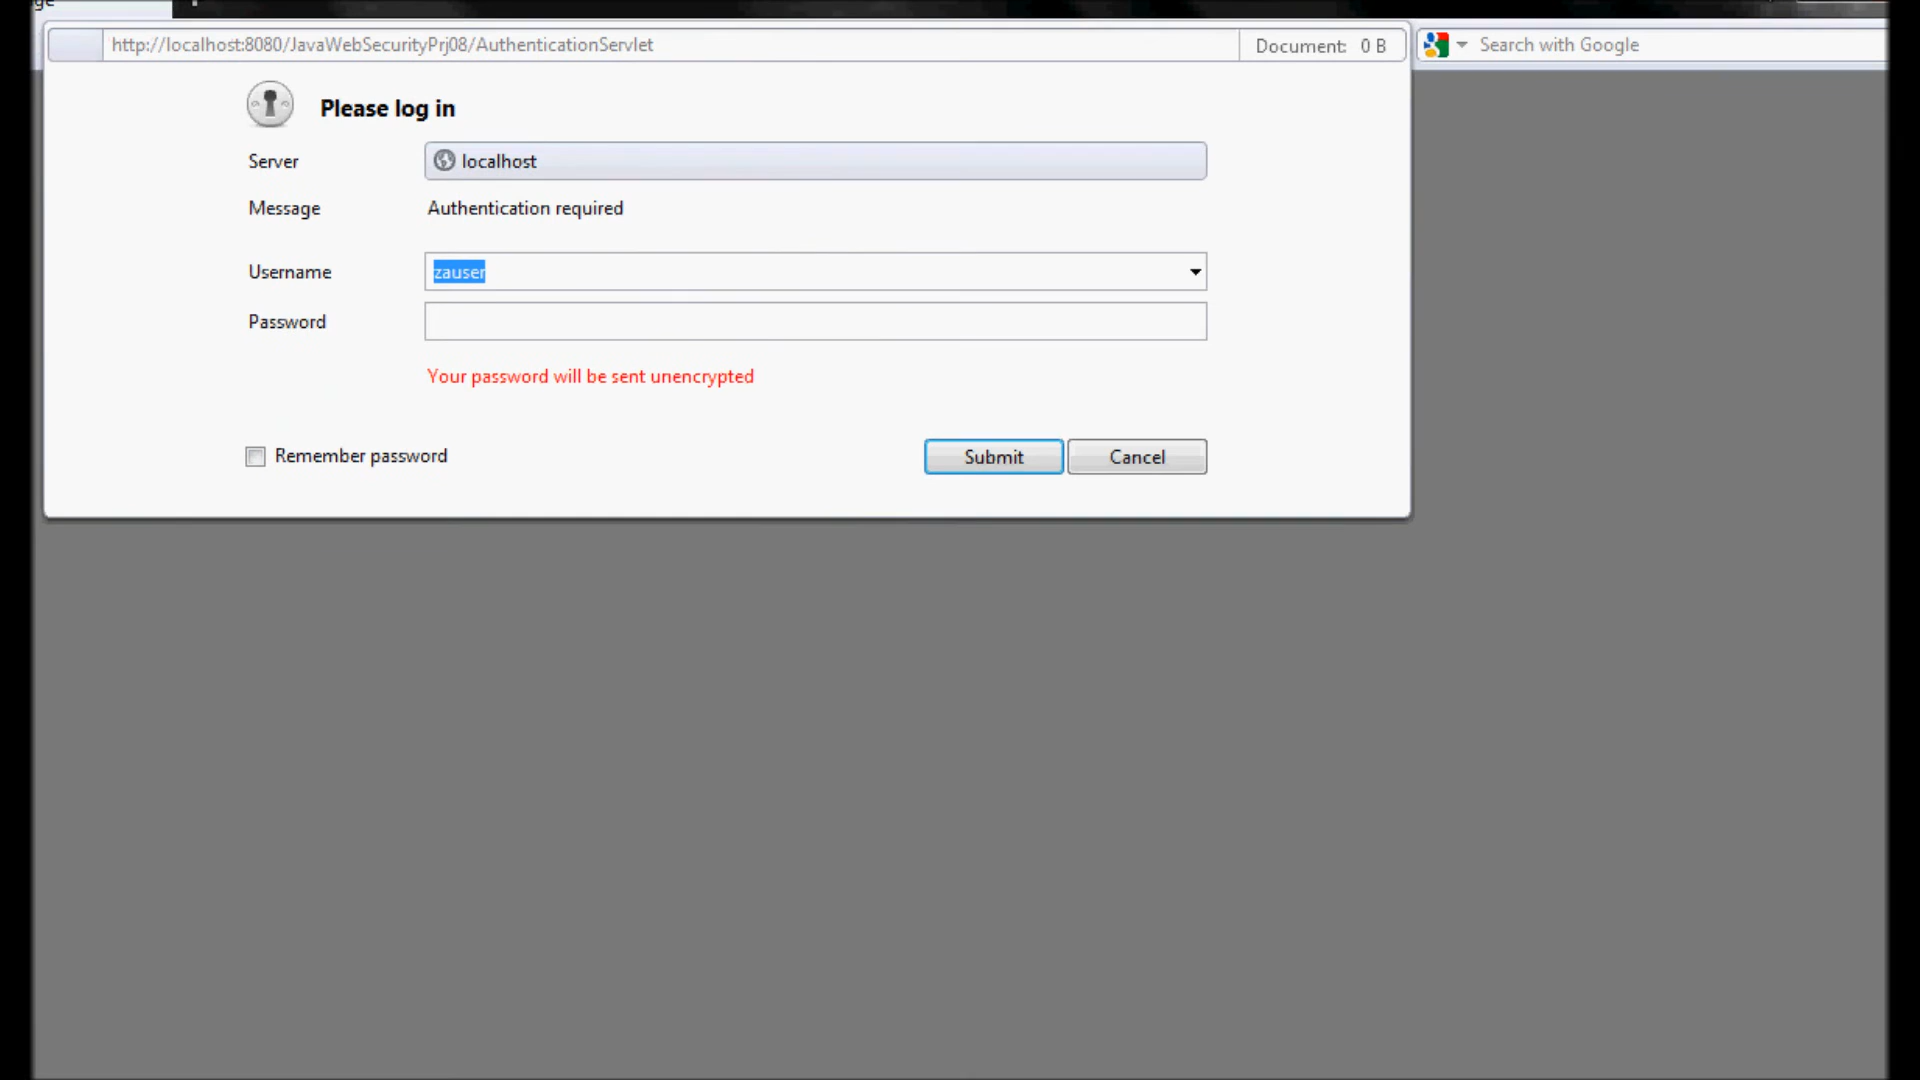 http://localhost:8080/JavaWebSecurityPrj08/AuthenticationServlet
Document: 0 B
Search with Google
Please log in
Server localhost
Message Authentication required
Username zauser
Password
Your password will be sent unencrypted
Remember password
Submit
Cancel